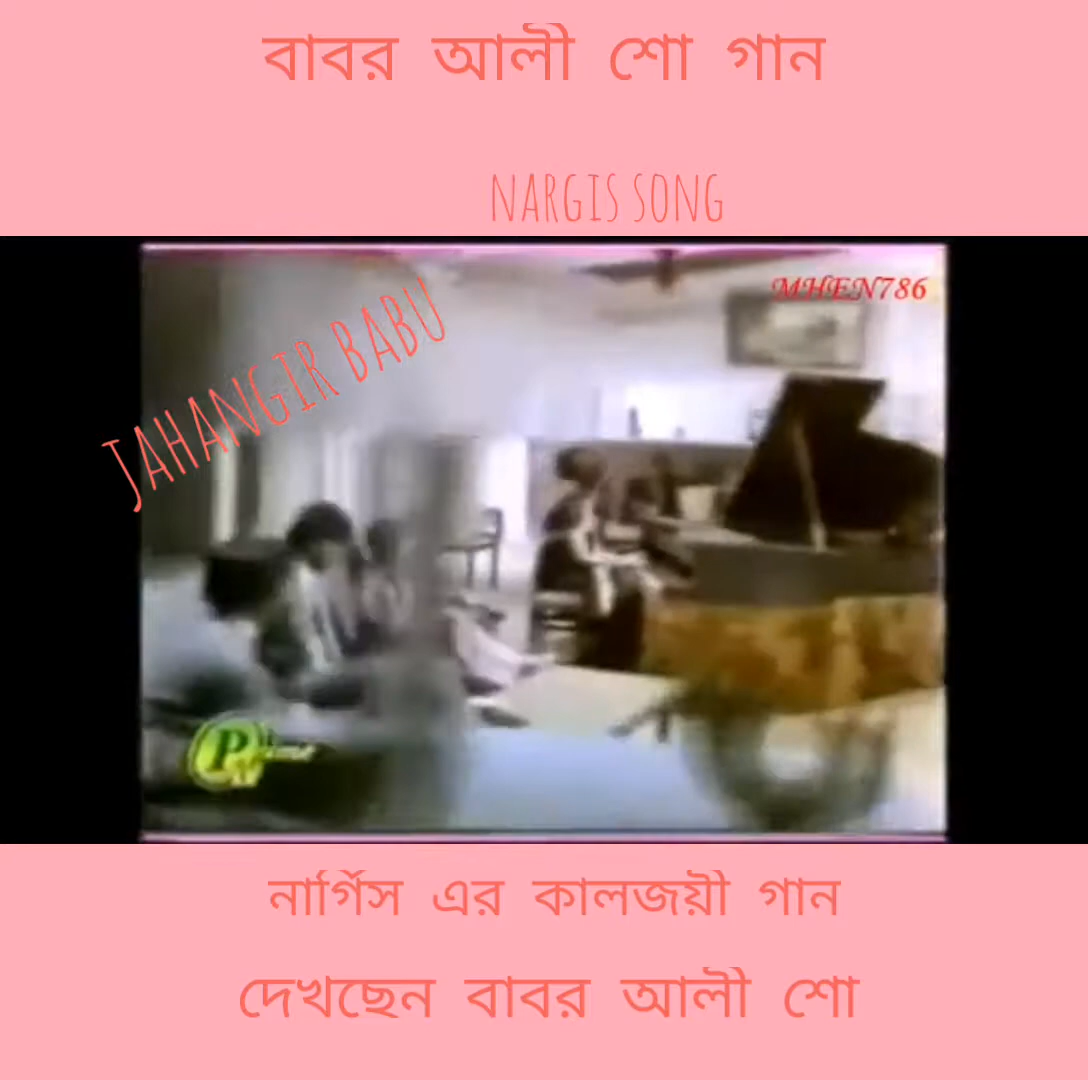 বাবর আলী শো গান
NARGIS SONG
MHEN786
JAHANGIR BABU
P
নার্গিস এর কালজয়ী গান
দেখছেন বাবর আলী শো